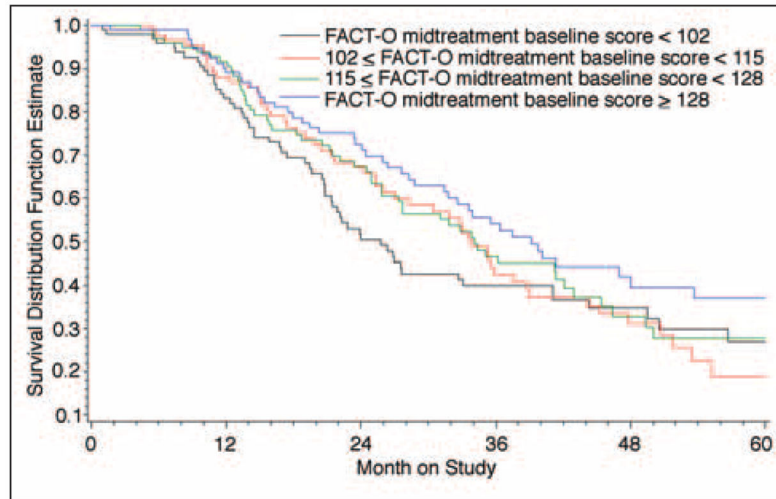 FACT-O midtreatment baseline score < 102
102 ≤ FACT-O midtreatment baseline score < 115
115 ≤ FACT-O midtreatment baseline score < 128
FACT-O midtreatment baseline score ≥ 128
Survival Distribution Function Estimate
1.0
0.9
0.8
0.7
0.6
0.5
0.4
0.3
0.2
0.1
0 12 24 36 48 60
Month on Study